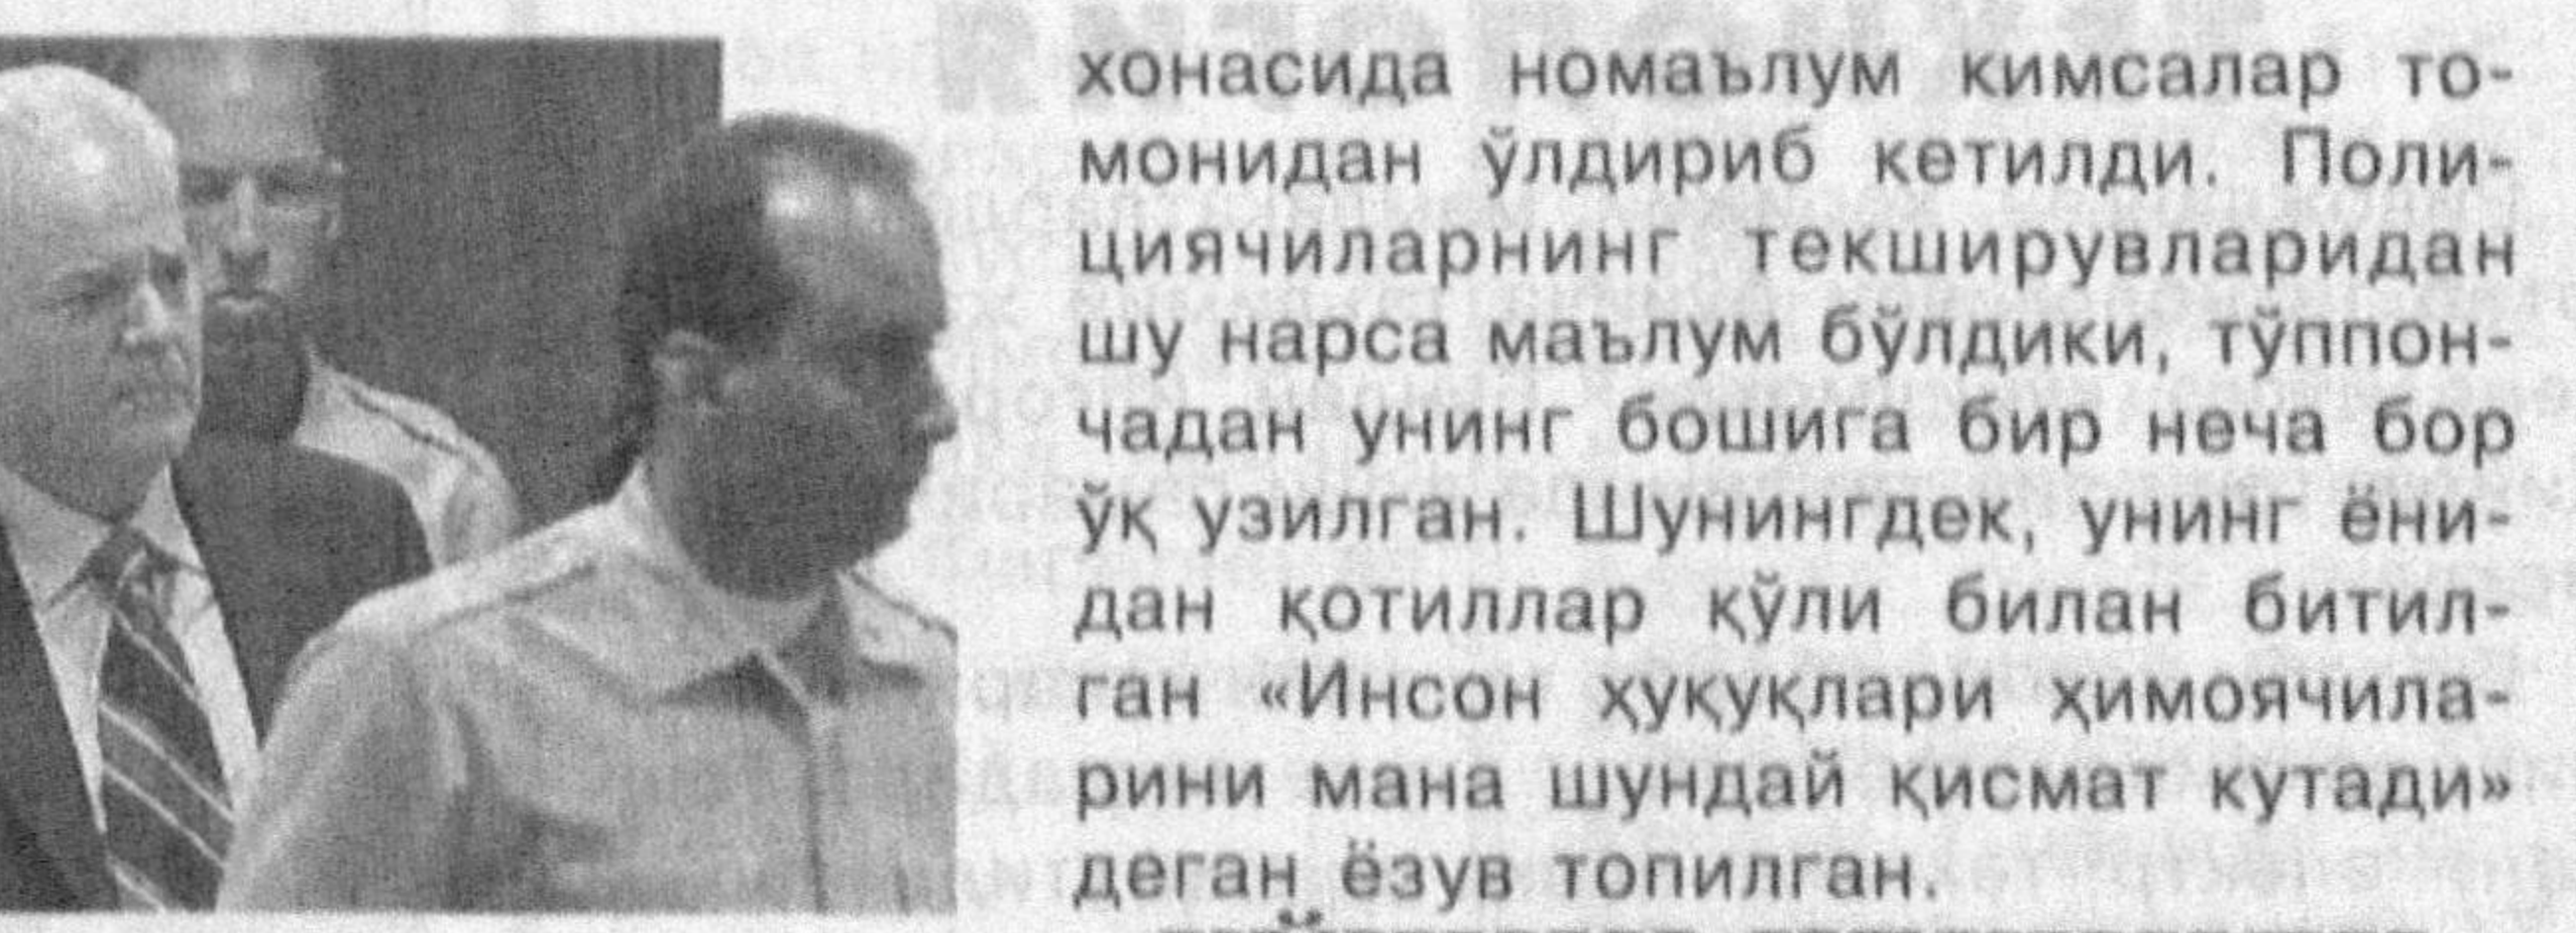 хонасида номаълум кимсалар то-
монидан ўлдириб кетилди. Поли-
циячиларнинг текширувларидан
шу нарса маълум бўлдики, тўппон-
чадан унинг бошига бир неча бор
ўқ узилган. Шунингдек, унинг ёни-
дан қотиллар қўли билан битил-
ган «Инсон ҳуқуқлари ҳимоячила-
рини мана шундай қисмат кутади»
деган ёзув топилган.